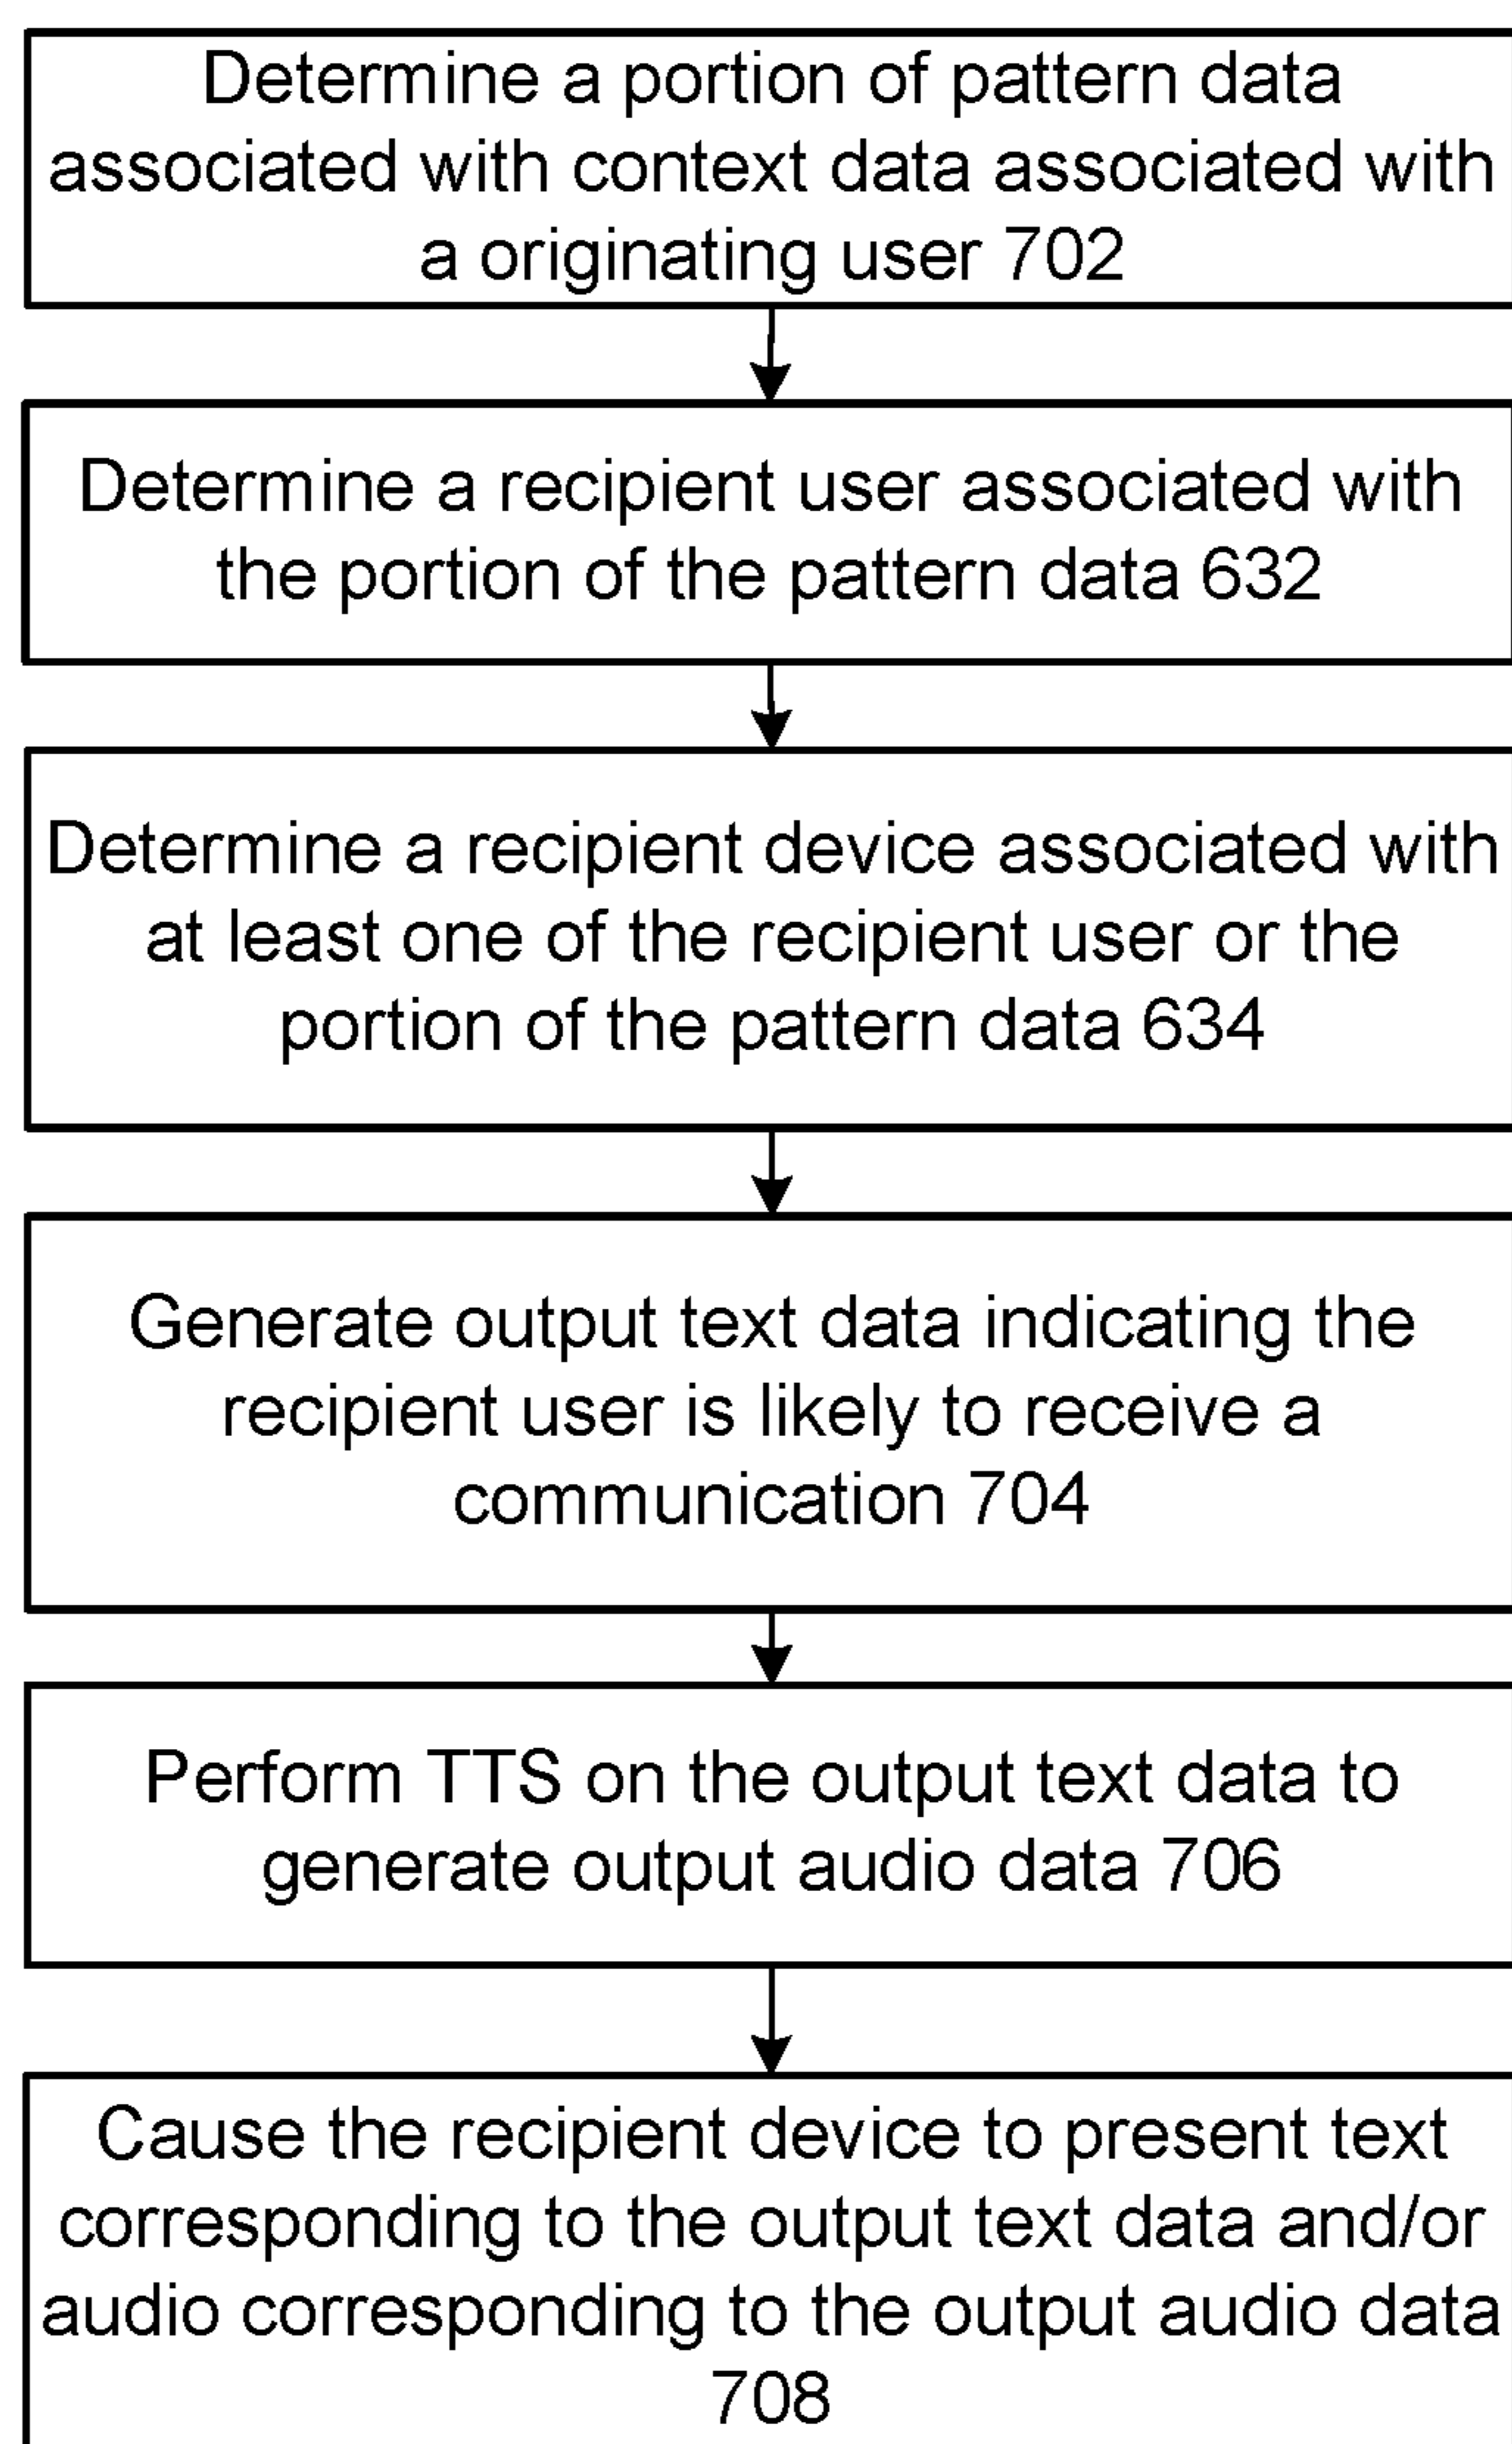 Determine a portion of pattern data
associated with context data associated with
a originating user 702
Determine a recipient user associated with
the portion of the pattern data 632
Determine a recipient device associated with
at least one of the recipient user or the
portion of the pattern data 634
Generate output text data indicating the
recipient user is likely to receive a
communication 704
Perform TTS on the output text data to
generate output audio data 706
Cause the recipient device to present text
corresponding to the output text data and/or
audio corresponding to the output audio data
708